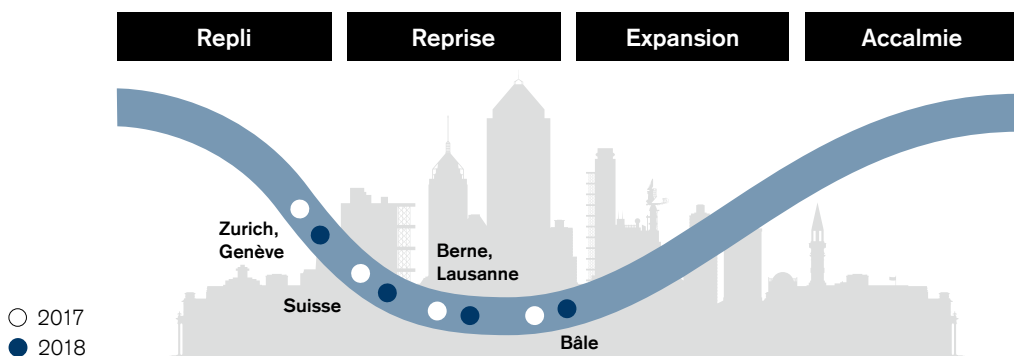 Repli
Reprise
Expansion
Accalmie
Zurich,
Genève
Berne,
Lausanne
Suisse
Bâle
2017
2018